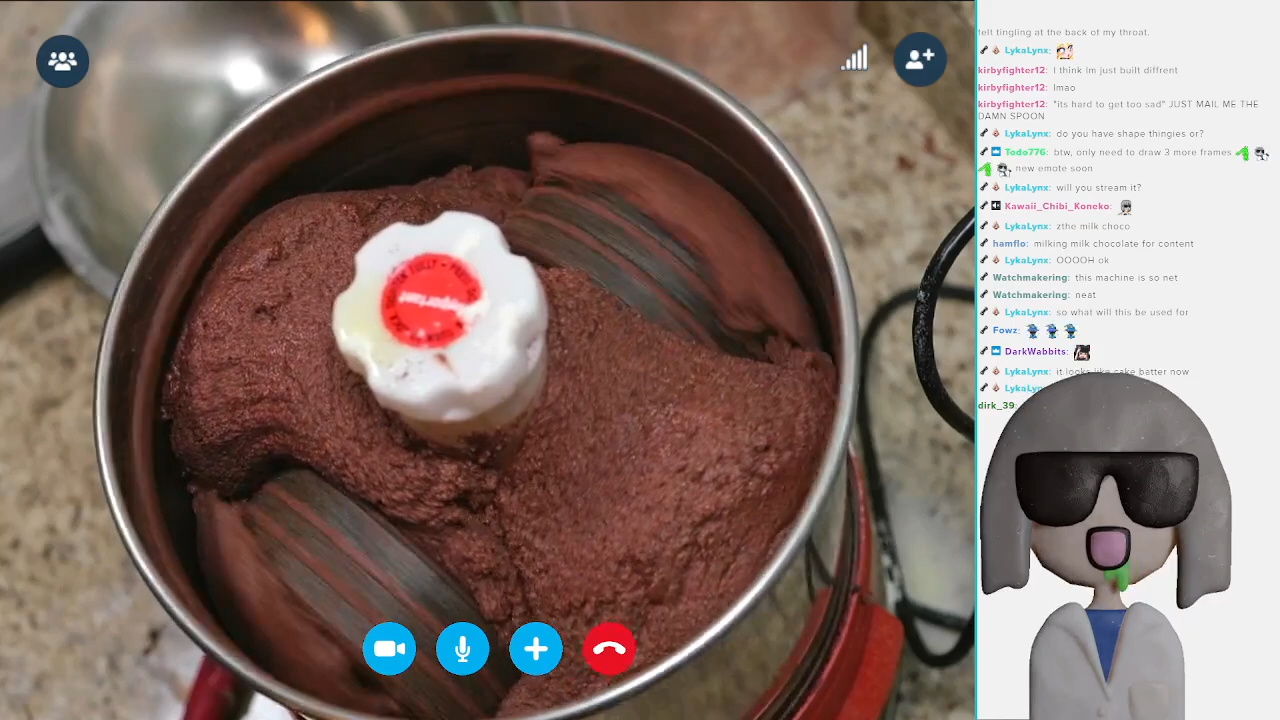 felt tingling at the back of my throat.
LykaLynx:
kirbyfighter12: I think Im just built diffrent
kirbyfighter12: lmao
kirbyfighter12: "its hard to get too sad" JUST MAIL ME THE
DAMN SPOON
LykaLynx: do you have shape thingies or?
Todo776: btw, only need to draw 3 more frames
new emote soon
LykaLynx: will you stream it?
Kawaii_Chibi_Koneko:
LykaLynx: zthe milk choco
hamflo: milking milk chocolate for content
LykaLynx: OOOOH ok
Watchmakering: this machine is so net
Watchmakering: neat
LykaLynx: so what will this be used for
Fowz:
DarkWabbits:
LykaLynx: it looks like cake batter now
dirk_39:
Important